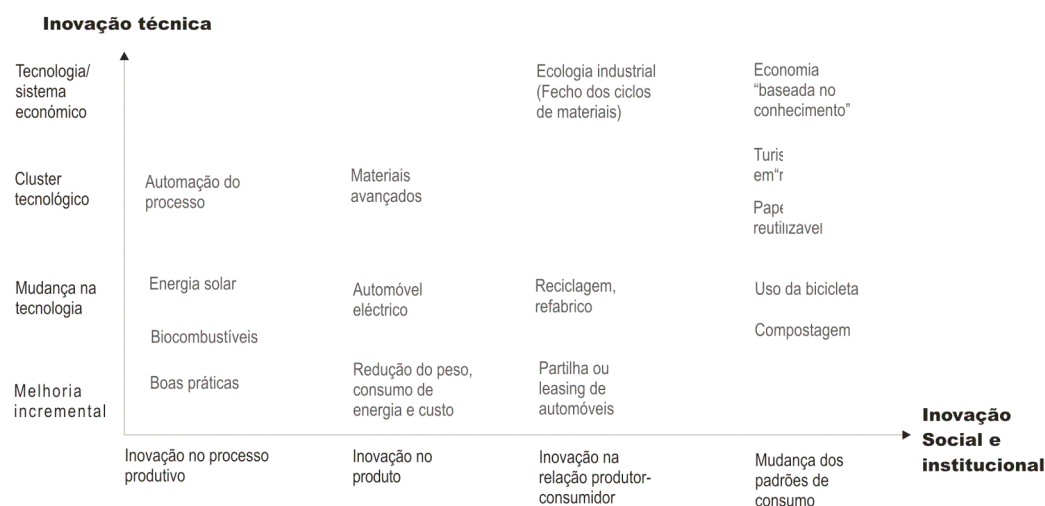 Inovação técnica
Tecnologia/
sistema
económico
Ecologia industrial
(Fecho dos ciclos
de materiais)
Economia
“baseada no
conhecimento”
Cluster
tecnológico
Automação do
processo
Materiais
avançados
reutilizavel
Mudança na
tecnologia
Energia solar
Biocombustíveis
Automóvel
eléctrico
Reciclagem,
refabrico
Uso da bicicleta
Compostagem
Melhoria
incremental
Boas práticas
Redução do peso,
consumo de
energia e custo
Partilha ou
leasing de
automóveis
Inovação
Social e
institucional
Inovação no processo
produtivo
Inovação no
produto
Inovação na
relação produtor-
consumidor
Mudança dos
padrões de
consumo